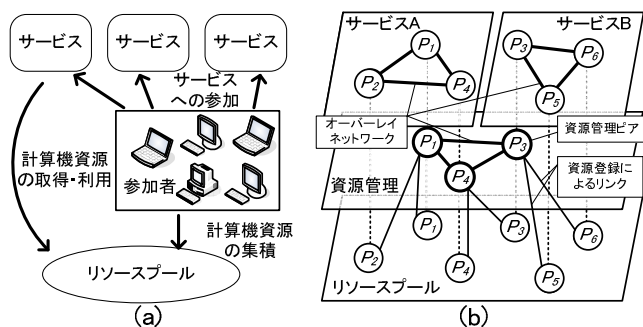 サービス
サービス
サービス
サービス
への参加
計算機資源
の取得・利用
参加者
計算機資源
の集積
リソースプール
(a)
サービスA
サービスB
P1
P2
P4
P3
P6
P5
オーバーレイ
ネットワーク
資源管理ピア
P1
P3
P4
資源登録に
よるリンク
資源管理
P1
P3
P6
P2
P4
P5
リソースプール
(b)